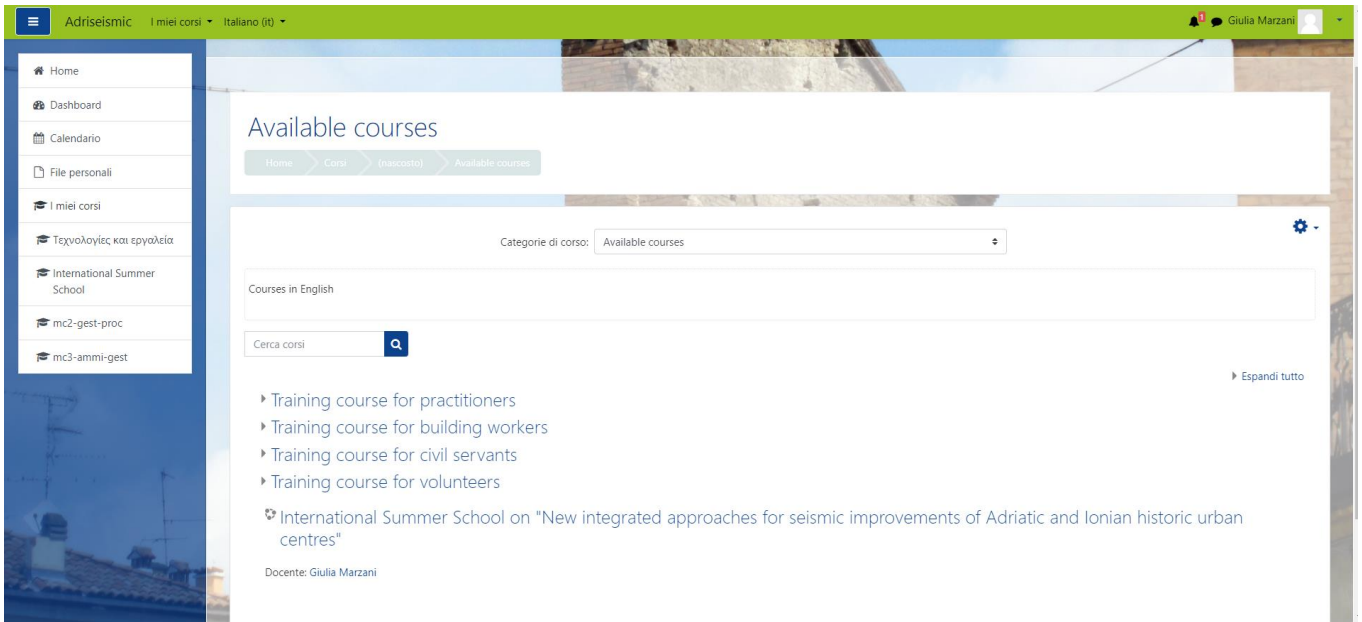 Adriseismic I miei corsi Italiano (it) 1 Giulia Marzani
Home
Dashboard
Calendario
File personali
I miei corsi
Τεχνολογίες και εργαλεία
International Summer
School
mc2-gest-proc
mc3-ammi-gest
Available courses
Home Corsi (nascosto) Available courses
Categorie di corso: Available courses
Courses in English
Cerca corsi
Espandi tutto
Training course for practitioners
Training course for building workers
Training course for civil servants
Training course for volunteers
International Summer School on "New integrated approaches for seismic improvements of Adriatic and Ionian historic urban
centres"
Docente: Giulia Marzani